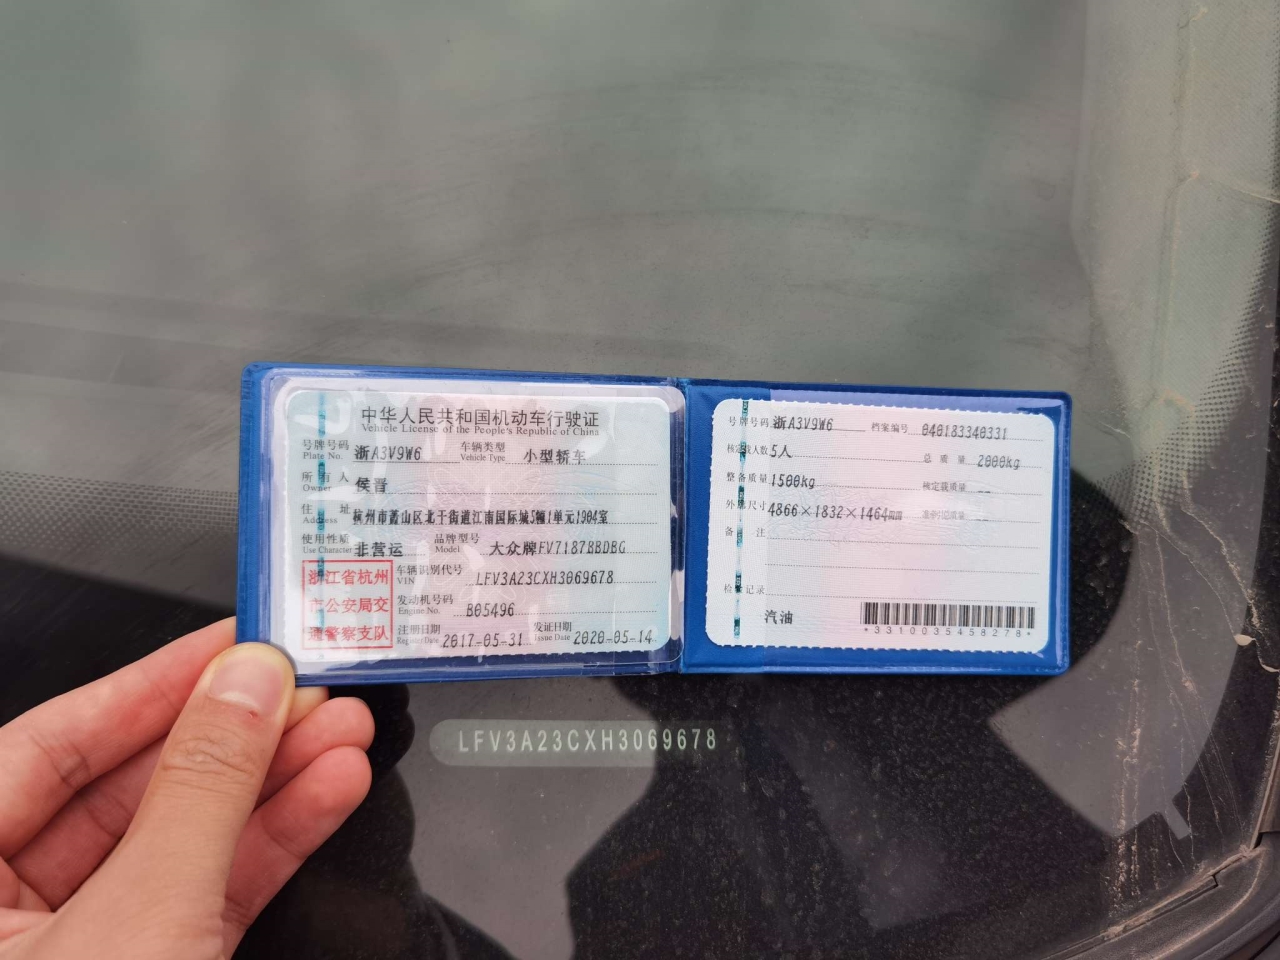 中华人民共和国机动车行驶证
Vehicle License of the People's Republic of China
号牌号码 浙A3V9W6 车辆类型 小型轿车
Plate No. Vehicle Type
所有人 侯晋
Owner
住址 杭州市萧山区北干街道江南国际城5幢1单元1904室
Address
使用性质 非营运 品牌型号 大众牌FV7187BBDBG
Use Character Model
浙江省杭州
市公安局交
通警察支队
车辆识别代号 LFV3A23CXH3069678
VIN
发动机号码 B05496
Engine No.
注册日期 2017-05-31 发证日期 2020-05-14
Register Date Issue Date
号牌号码 浙A3V9W6 档案编号 040183340331
核定载人数 5人 总质量 2000kg
整备质量 1500kg 核定载质量 --
外廓尺寸 4866×1832×1464 --
备注
检验记录
汽油
*3310035458278*
LFV3A23CXH3069678